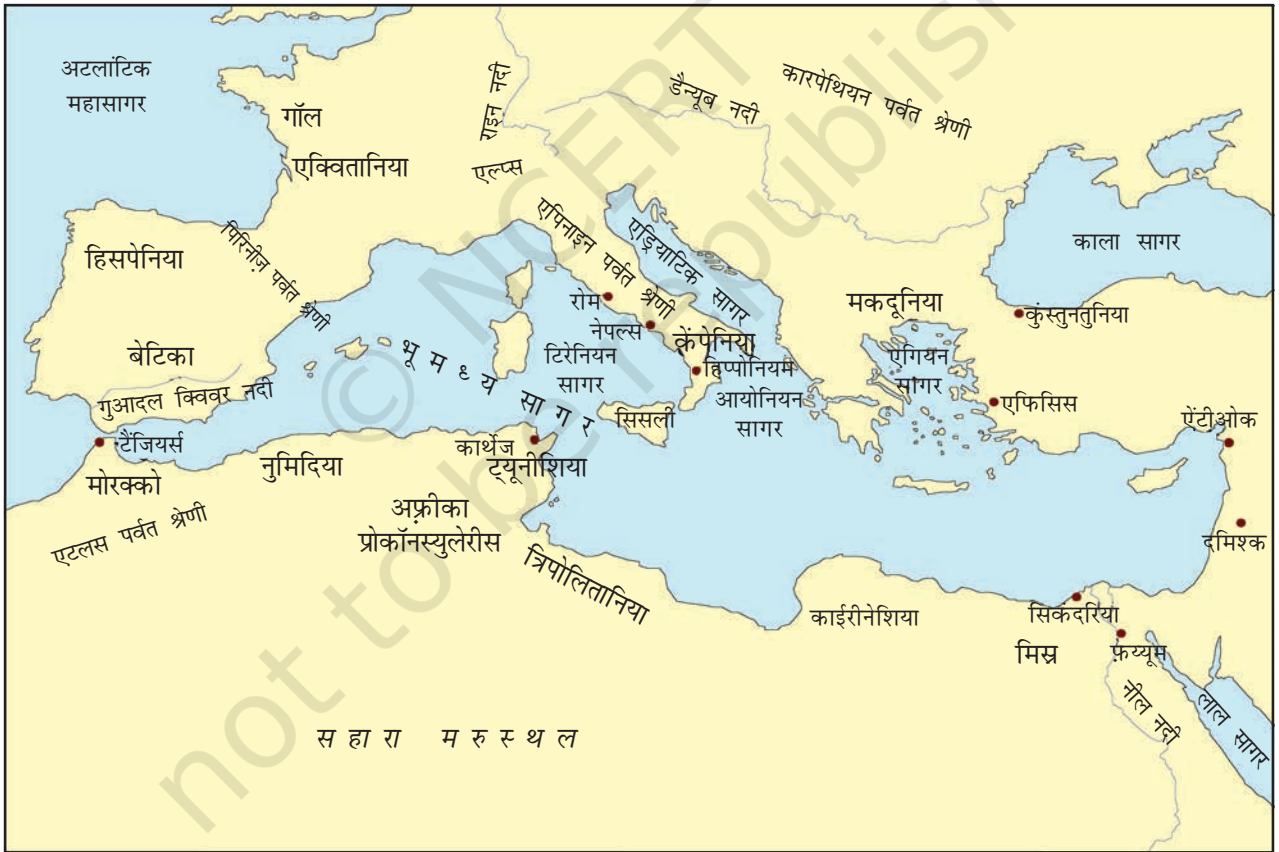 अटलांटिक
महासागर
गॉल
एक्वितानिया
राइन नदी
एल्प्स
डैन्यूब नदी
कारपेथियन पर्वत श्रेणी
हिसपेनिया
पिरिनीज़ पर्वत श्रेणी
एपिनाइन पर्वत श्रेणी
एड्रियाटिक सागर
काला सागर
रोम
नेपल्स
केंपेनिया
मकदूनिया
कुंस्तुनतुनिया
बेटिका
गुआदल क्विवर नदी
भूमध्य सागर
टिरेनियन
सागर
हिप्पोनियम
आयोनियन
सागर
एगियन
सागर
एफिसिस
सिसली
ऐंटीओक
टैंजियर्स
मोरक्को
एटलस पर्वत श्रेणी
नुमिदिया
कार्थेज
ट्यूनीशिया
अफ़्रीका
प्रोकॉनस्युलेरीस
त्रिपोलितानिया
दमिश्क
काईरीनेशिया
सिकंदरिया
मिस्र
फ़य्यूम
नील नदी
लाल सागर
सहारा मरुस्थल
© NCERT
not to be republish